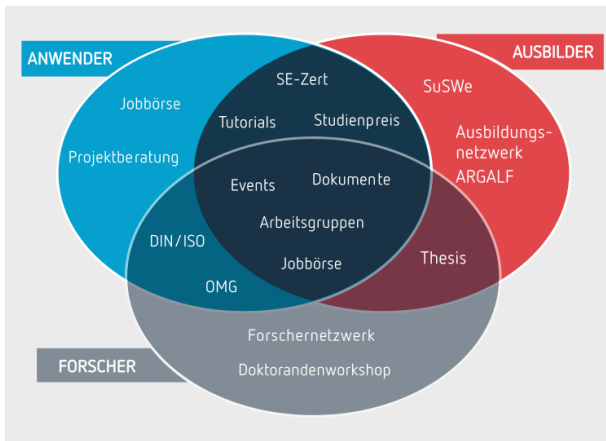 ANWENDER
AUSBILDER
SE-Zert
SuSWe
Jobbörse
Tutorials
Studienpreis
Ausbildungs-
netzwerk
ARGALF
Projektberatung
Events
Dokumente
Arbeitsgruppen
DIN/ISO
Jobbörse
Thesis
OMG
Forschernetzwerk
FORSCHER
Doktorandenworkshop